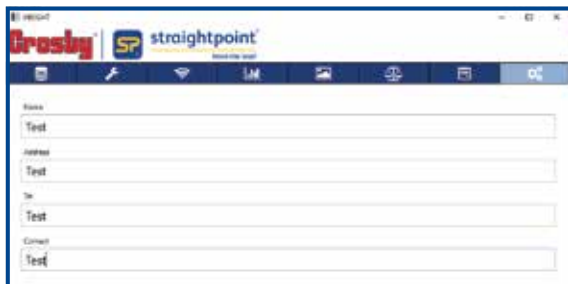 Crosby
SP
straightpoint
Name
Test
Address
Test
Tel
Test
Contact
Test